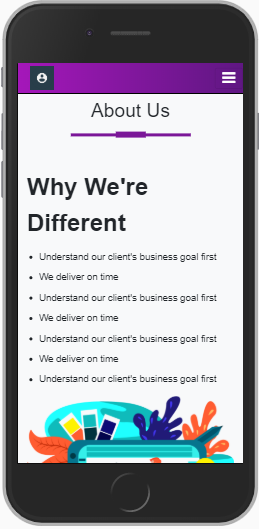 About Us
Why We're
Different
Understand our client's business goal first
We deliver on time
Understand our client's business goal first
We deliver on time
Understand our client's business goal first
We deliver on time
Understand our client's business goal first